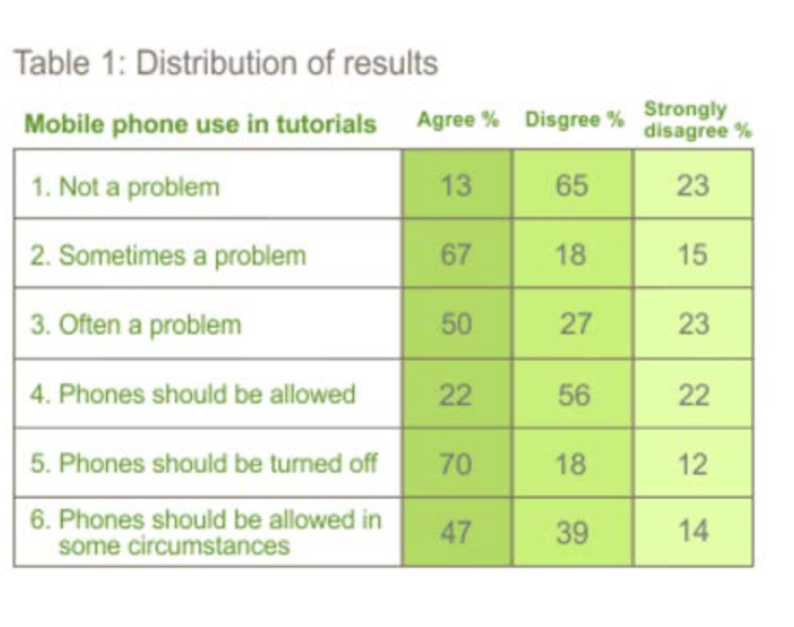 Table 1: Distribution of results
Mobile phone use in tutorials Agree % Disgree % Strongly disagree %
1. Not a problem 13 65 23
2. Sometimes a problem 67 18 15
3. Often a problem 50 27 23
4. Phones should be allowed 22 56 22
5. Phones should be turned off 70 18 12
6. Phones should be allowed in
some circumstances 47 39 14